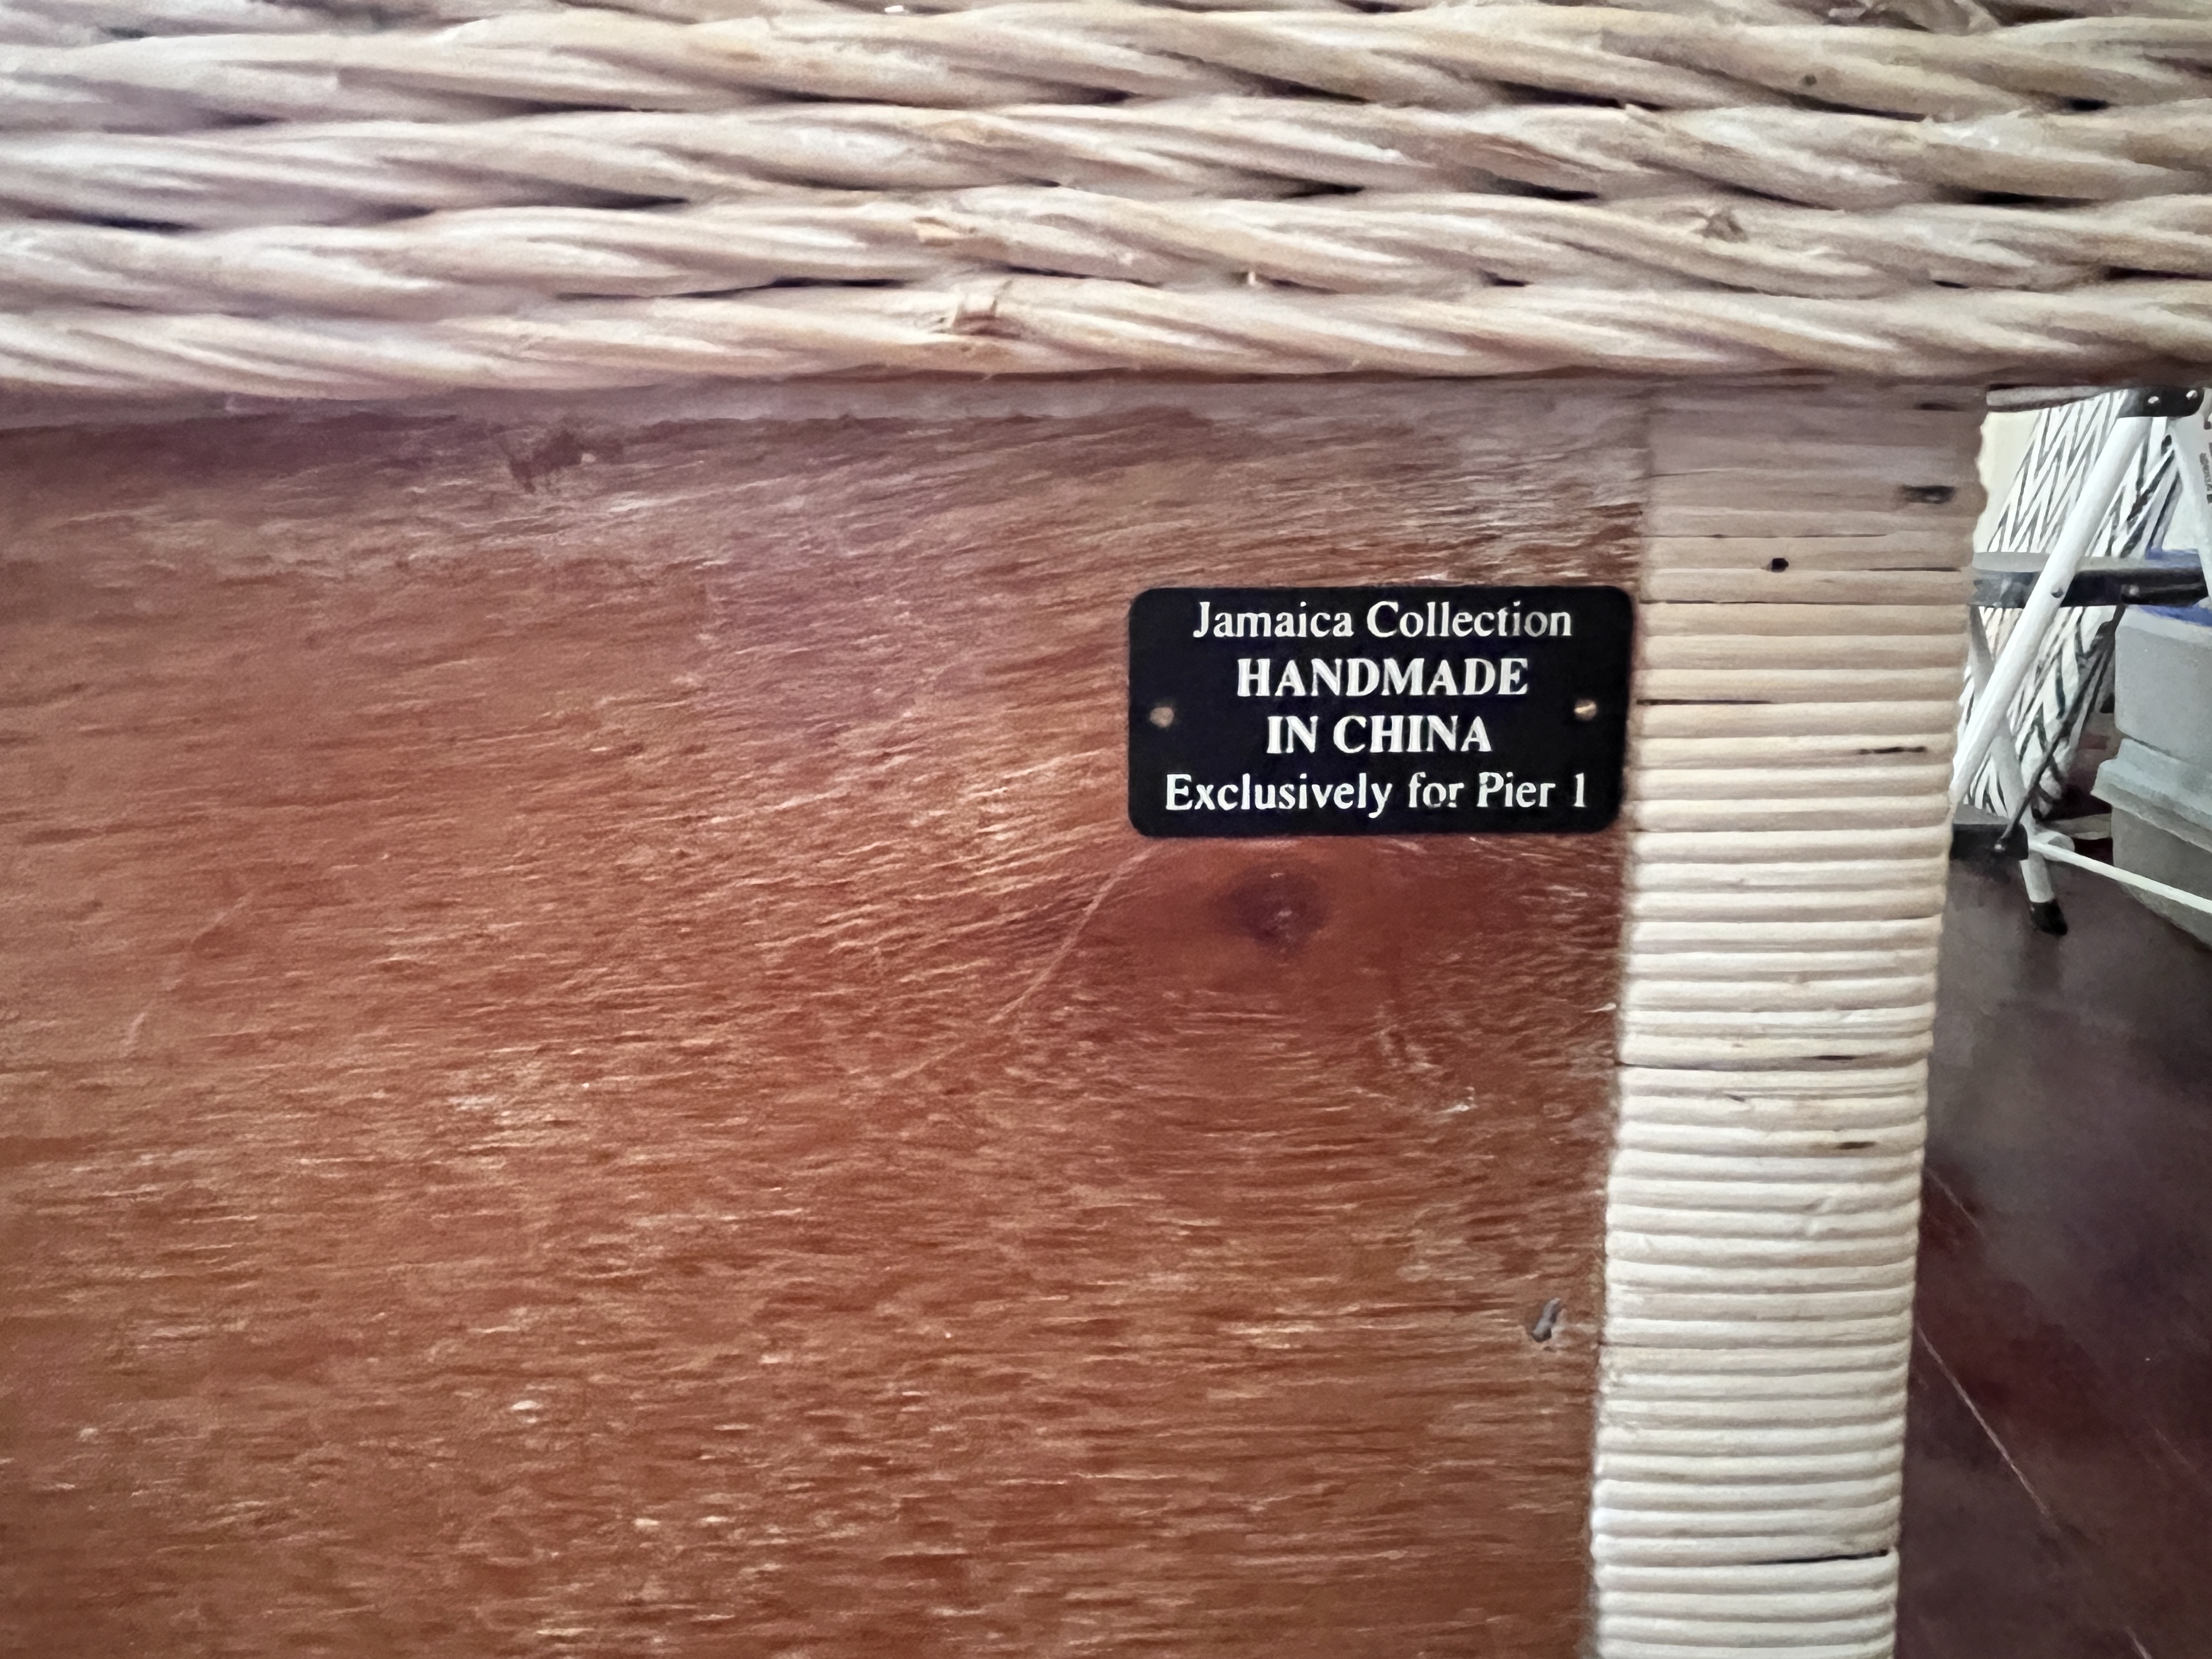 Jamaica Collection
HANDMADE
IN CHINA
Exclusively for Pier 1